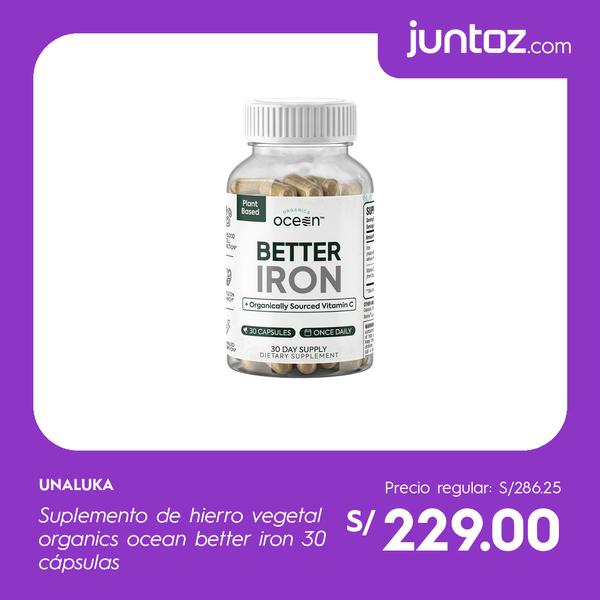 juntoz.com
Plant
Based
ORGANICS
oceən™
BETTER
IRON
+ Organically Sourced Vitamin C
30 CAPSULES
ONCE DAILY
30 DAY SUPPLY
DIETARY SUPPLEMENT
UNALUKA
Suplemento de hierro vegetal
organics ocean better iron 30
cápsulas
Precio regular: S/286.25
S/ 229.00